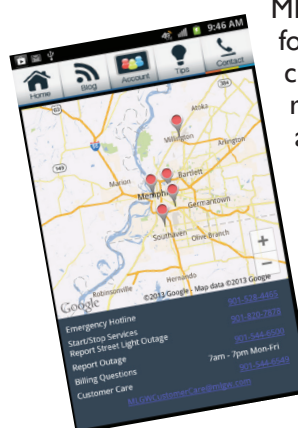 9:46 AM
Home Blog Account Tips Contact
Atoka
Millington
Arlington
Marion
Bartlett
Memphis
Germantown
Southaven
Olive Branch
Hernando
Robinsonville
Google
©2013 Google - Map data ©2013 Google
Emergency Hotline 901-528-4465
Start/Stop Services 901-820-7878
Report Street Light Outage
Report Outage 901-544-6500
Billing Questions 7am - 7pm Mon-Fri
Customer Care 901-544-6549
MLGWCustomerCare@mlgw.com